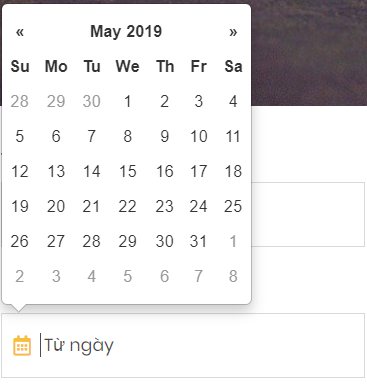 « May 2019 »
Su Mo Tu We Th Fr Sa
28 29 30 1 2 3 4
5 6 7 8 9 10 11
12 13 14 15 16 17 18
19 20 21 22 23 24 25
26 27 28 29 30 31 1
2 3 4 5 6 7 8
Từ ngày